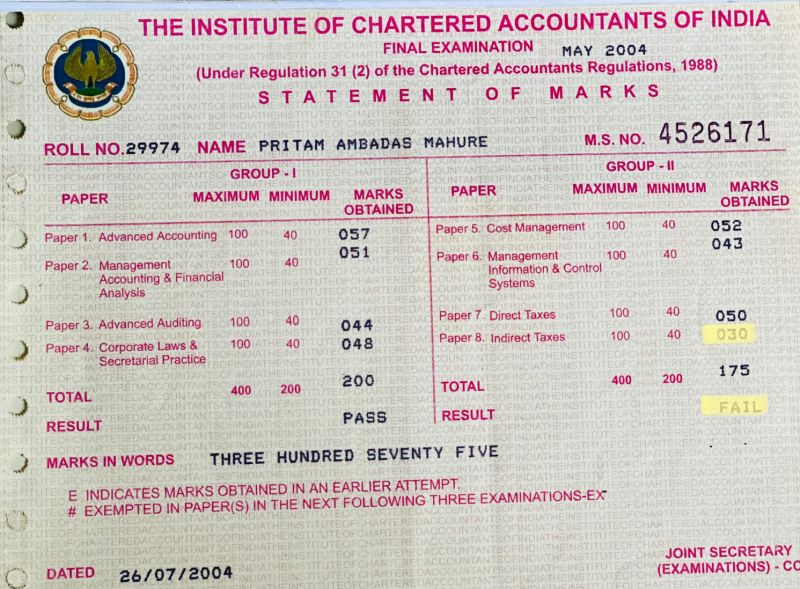 THE INSTITUTE OF CHARTERED ACCOUNTANTS OF INDIA
FINAL EXAMINATION MAY 2004
(Under Regulation 31 (2) of the Chartered Accountants Regulations, 1988)
STATEMENT OF MARKS
ROLL NO. 29974 NAME PRITAM AMBADAS MAHURE M.S. NO. 4526171
GROUP - I
PAPER MAXIMUM MINIMUM MARKS
OBTAINED
Paper 1. Advanced Accounting 100 40 057
Paper 2. Management 100 40 051
Accounting & Financial
Analysis
Paper 3. Advanced Auditing 100 40 044
Paper 4. Corporate Laws & 100 40 048
Secretarial Practice
TOTAL 400 200 200
RESULT PASS
GROUP - II
PAPER MAXIMUM MINIMUM MARKS
OBTAINED
Paper 5. Cost Management 100 40 052
Paper 6. Management 100 40 043
Information & Control
Systems
Paper 7. Direct Taxes 100 40 050
Paper 8. Indirect Taxes 100 40 030
TOTAL 400 200 175
RESULT FAIL
MARKS IN WORDS THREE HUNDRED SEVENTY FIVE
E INDICATES MARKS OBTAINED IN AN EARLIER ATTEMPT.
# EXEMPTED IN PAPER(S) IN THE NEXT FOLLOWING THREE EXAMINATIONS-EX
DATED 26/07/2004
JOINT SECRETARY
(EXAMINATIONS) - CO